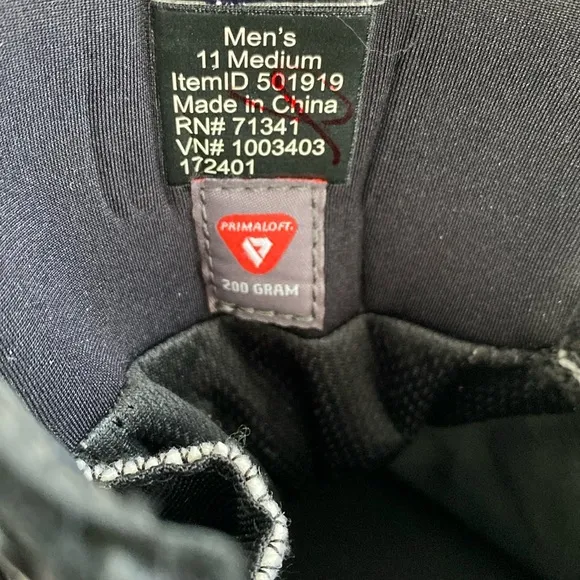 Men's
11 Medium
ItemID 501919
Made in China
RN# 71341
VN# 1003403
172401
PRIMALOFT
200 GRAM